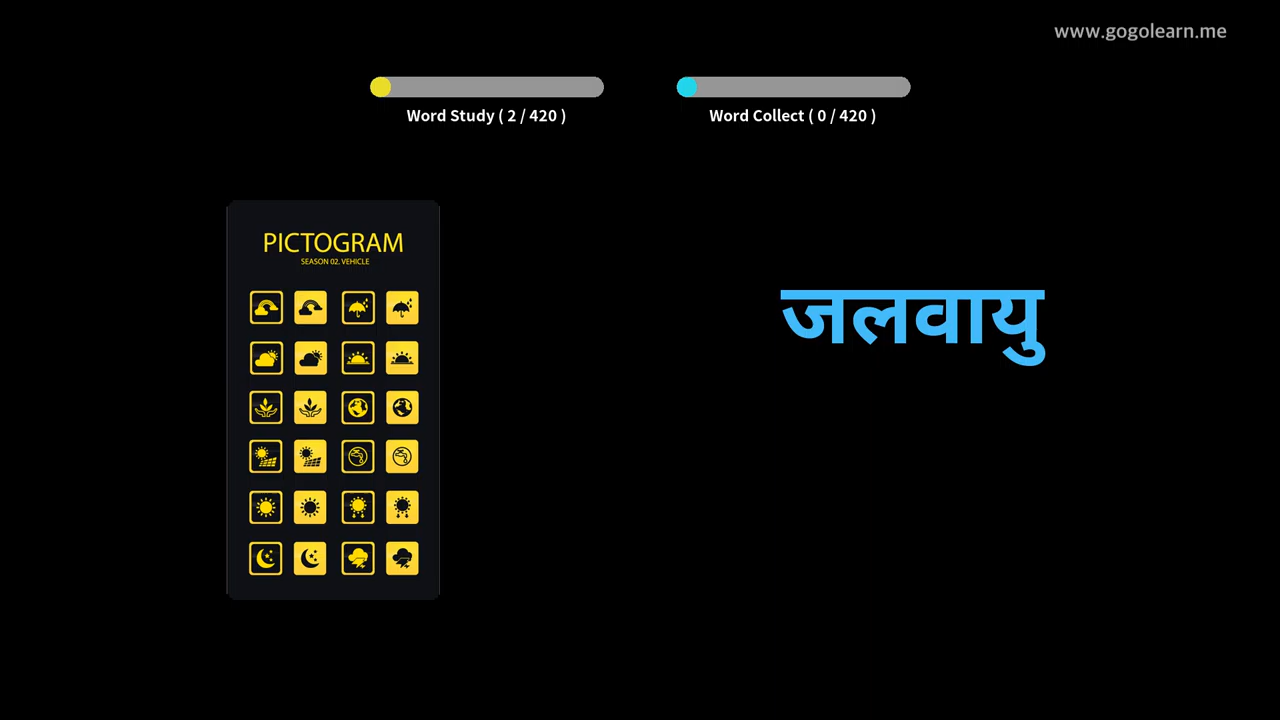 www.gogolearn.me
Word Study ( 2 / 420 )
Word Collect ( 0 / 420 )
PICTOGRAM
SEASON 02. VEHICLE
जलवायु